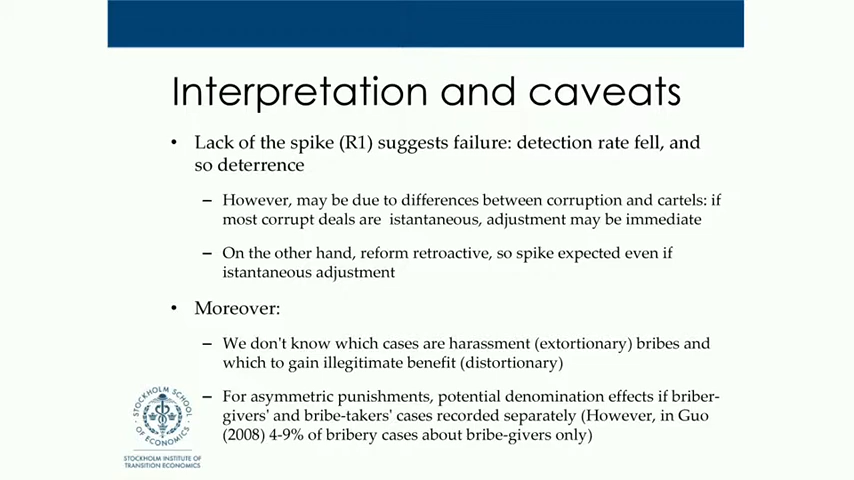 Interpretation and caveats
• Lack of the spike (R1) suggests failure: detection rate fell, and
so deterrence
– However, may be due to differences between corruption and cartels: if
most corrupt deals are istantaneous, adjustment may be immediate
– On the other hand, reform retroactive, so spike expected even if
istantaneous adjustment
• Moreover:
– We don't know which cases are harassment (extortionary) bribes and
which to gain illegitimate benefit (distortionary)
– For asymmetric punishments, potential denomination effects if briber-
givers' and bribe-takers' cases recorded separately (However, in Guo
(2008) 4-9% of bribery cases about bribe-givers only)
STOCKHOLM SCHOOL
OF ECONOMICS
STOCKHOLM INSTITUTE OF
TRANSITION ECONOMICS